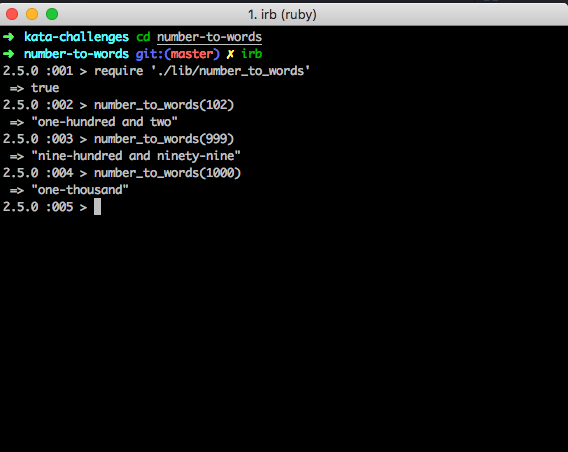 1. irb (ruby)
➜ kata-challenges cd number-to-words
➜ number-to-words git:(master) ✗ irb
2.5.0 :001 > require './lib/number_to_words'
=> true
2.5.0 :002 > number_to_words(102)
=> "one-hundred and two"
2.5.0 :003 > number_to_words(999)
=> "nine-hundred and ninety-nine"
2.5.0 :004 > number_to_words(1000)
=> "one-thousand"
2.5.0 :005 >